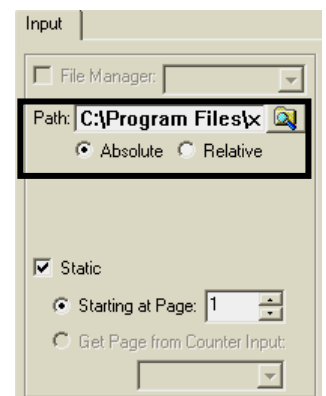 Input
File Manager:
Path: C:\Program Files\x
Absolute Relative
Static
Starting at Page: 1
Get Page from Counter Input: